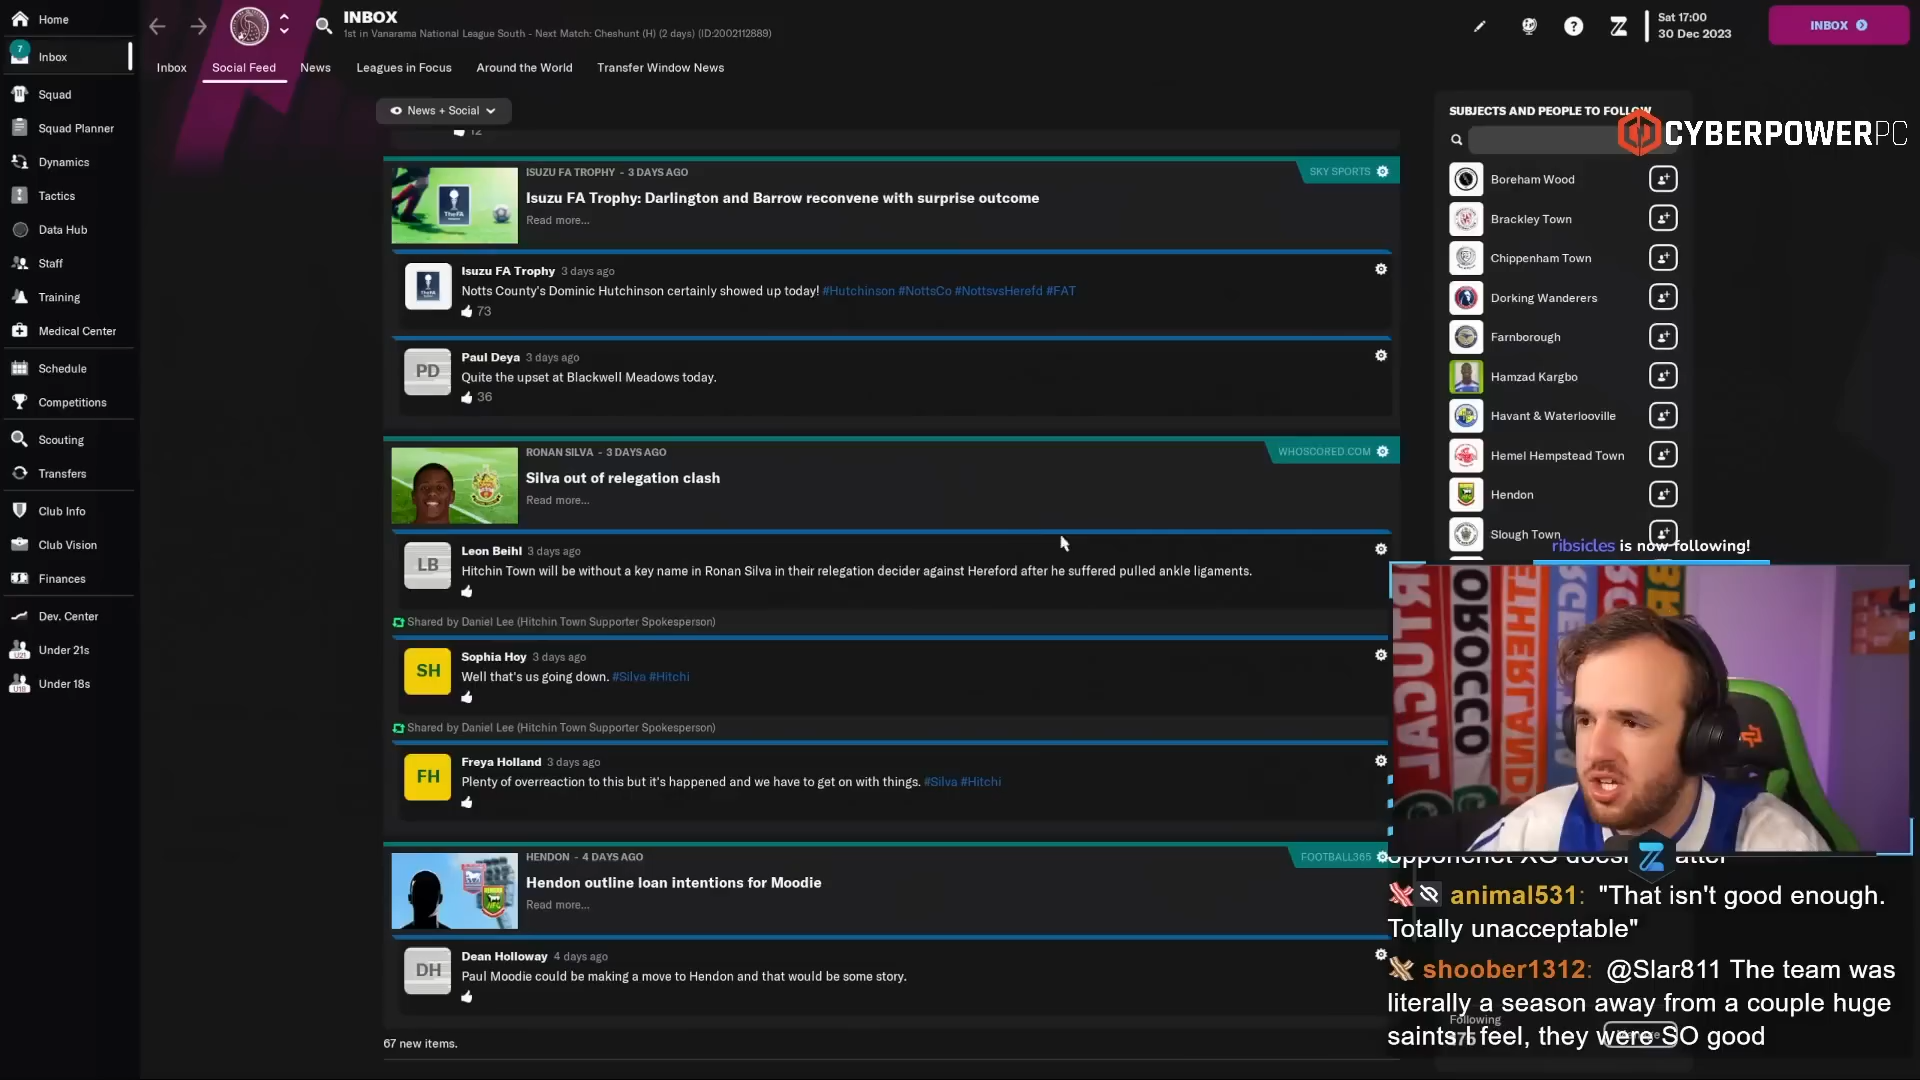 Home
7
Inbox
Squad
Squad Planner
Dynamics
Tactics
Data Hub
Staff
Training
Medical Center
Schedule
Competitions
Scouting
Transfers
Club Info
Club Vision
Finances
Dev. Center
Under 21s
Under 18s
INBOX
1st in Vanarama National League South - Next Match: Cheshunt (H) (2 days) (ID:2002112889)
Sat 17:00
30 Dec 2023
INBOX
Inbox
Social Feed
News
Leagues in Focus
Around the World
Transfer Window News
News + Social
12
ISUZU FA TROPHY - 3 DAYS AGO
SKY SPORTS
Isuzu FA Trophy: Darlington and Barrow reconvene with surprise outcome
Read more...
Isuzu FA Trophy 3 days ago
Notts County's Dominic Hutchinson certainly showed up today! #Hutchinson #NottsCo #NottsvsHerefd #FAT
73
PD
Paul Deya 3 days ago
Quite the upset at Blackwell Meadows today.
36
RONAN SILVA - 3 DAYS AGO
WHOSCORED.COM
Silva out of relegation clash
Read more...
LB
Leon Beihl 3 days ago
Hitchin Town will be without a key name in Ronan Silva in their relegation decider against Hereford after he suffered pulled ankle ligaments.
Shared by Daniel Lee (Hitchin Town Supporter Spokesperson)
SH
Sophia Hoy 3 days ago
Well that's us going down. #Silva #Hitchi
Shared by Daniel Lee (Hitchin Town Supporter Spokesperson)
FH
Freya Holland 3 days ago
Plenty of overreaction to this but it's happened and we have to get on with things. #Silva #Hitchi
HENDON - 4 DAYS AGO
FOOTBALL365
Hendon outline loan intentions for Moodie
Read more...
DH
Dean Holloway 4 days ago
Paul Moodie could be making a move to Hendon and that would be some story.
67 new items.
SUBJECTS AND PEOPLE TO FOLLOW
CYBERPOWERPC
Boreham Wood
Brackley Town
Chippenham Town
Dorking Wanderers
Farnborough
Hamzad Kargbo
Havant & Waterlooville
Hemel Hempstead Town
Hendon
Slough Town
ribsicles is now following!
animal531: "That isn't good enough.
Totally unacceptable"
shoober1312: @Slar811 The team was
literally a season away from a couple huge
saints I feel, they were SO good
Following